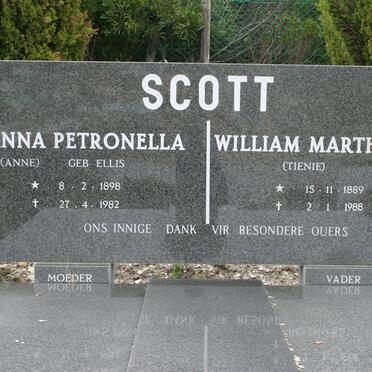 SCOTT
NNA PETRONELLA
(ANNE) GEB ELLIS
★ 8 · 2 · 1898
✝ 27 · 4 · 1982
WILLIAM MARTH
(TIENIE)
★ 15 · 11 · 1889
✝ 2 · 1 · 1988
ONS INNIGE DANK VIR BESONDERE OUERS
MOEDER
VADER